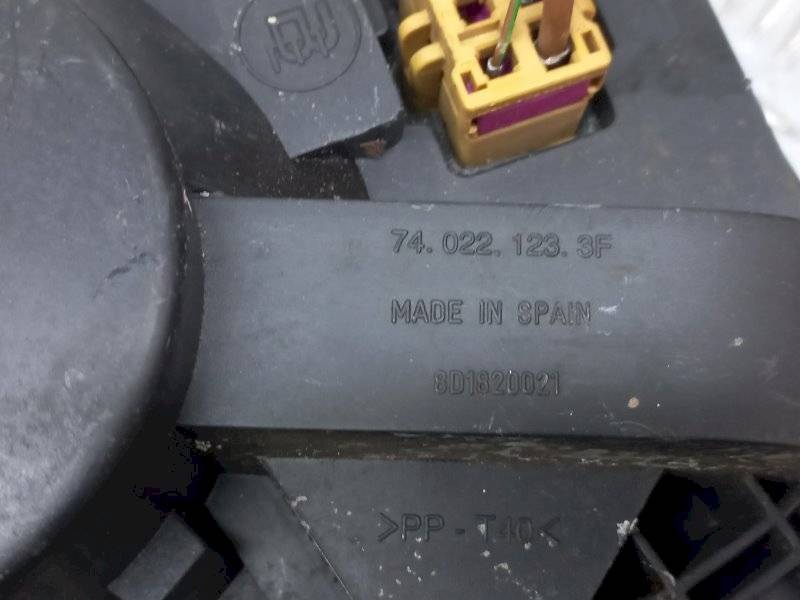 74. 022. 123. 3F
MADE IN SPAIN
8D1820021
>PP - T40<